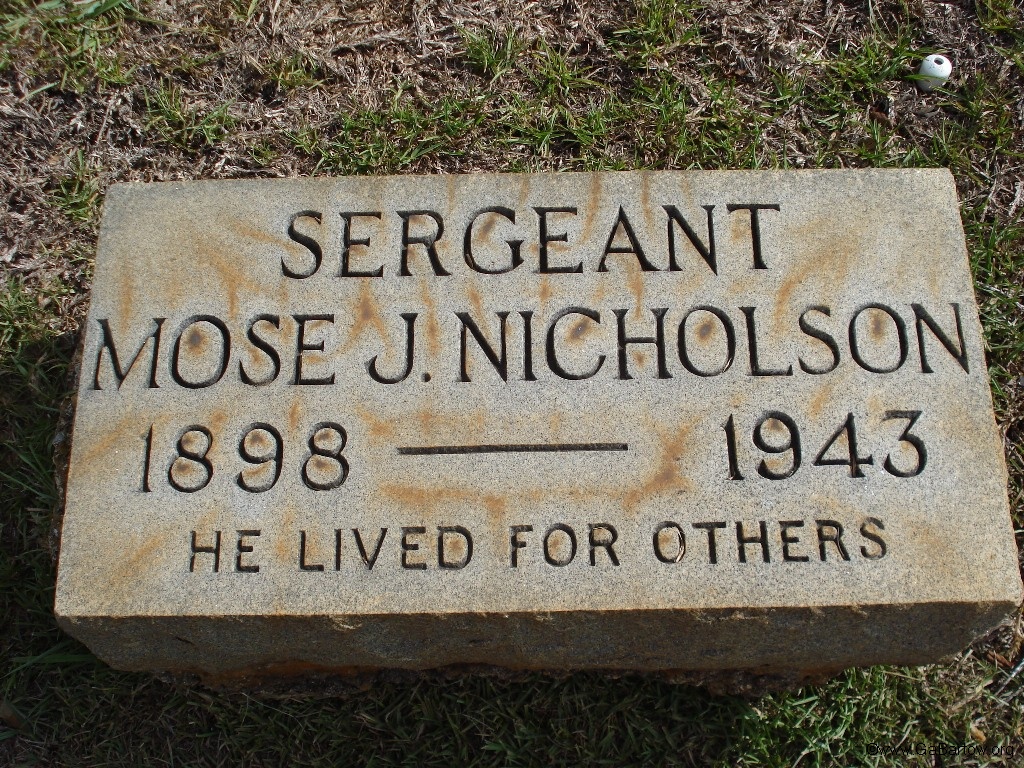 SERGEANT
MOSE J. NICHOLSON
1898 — 1943
HE LIVED FOR OTHERS